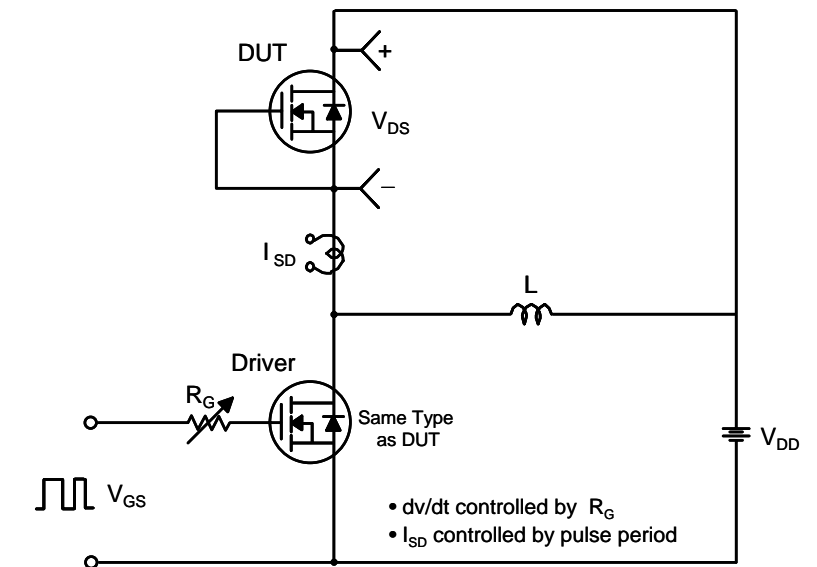 DUT
+
V_DS
–
I_SD
L
Driver
R_G
Same Type
as DUT
V_DD
V_GS
• dv/dt controlled by R_G
• I_SD controlled by pulse period